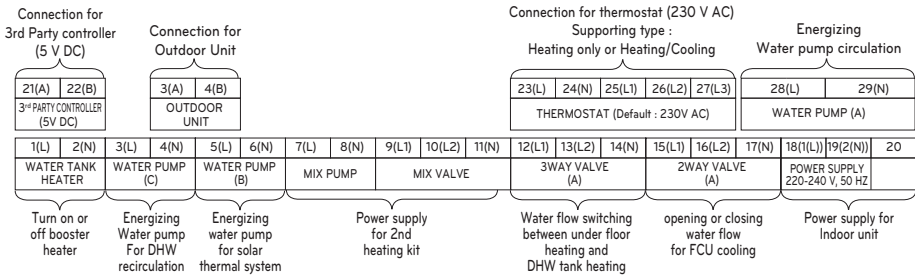 Connection for
3rd Party controller
(5 V DC)
Connection for
Outdoor Unit
Connection for thermostat (230 V AC)
Supporting type :
Heating only or Heating/Cooling
Energizing
Water pump circulation
21(A) 22(B) 3(A) 4(B) 23(L) 24(N) 25(L1) 26(L2) 27(L3) 28(L) 29(N)
3rd PARTY CONTROLLER
(5V DC)
OUTDOOR
UNIT
THERMOSTAT (Default : 230V AC)
WATER PUMP (A)
1(L) 2(N) 3(L) 4(N) 5(L) 6(N) 7(L) 8(N) 9(L1) 10(L2) 11(N) 12(L1) 13(L2) 14(N) 15(L1) 16(L2) 17(N) 18(1(L)) 19(2(N)) 20
WATER TANK
HEATER
WATER PUMP
(C)
WATER PUMP
(B)
MIX PUMP
MIX VALVE
3WAY VALVE
(A)
2WAY VALVE
(A)
POWER SUPPLY
220-240 V, 50 HZ
Turn on or
off booster
heater
Energizing
Water pump
For DHW
recirculation
Energizing
water pump
for solar
thermal system
Power supply
for 2nd
heating kit
Water flow switching
between under floor
heating and
DHW tank heating
opening or closing
water flow
for FCU cooling
Power supply for
Indoor unit